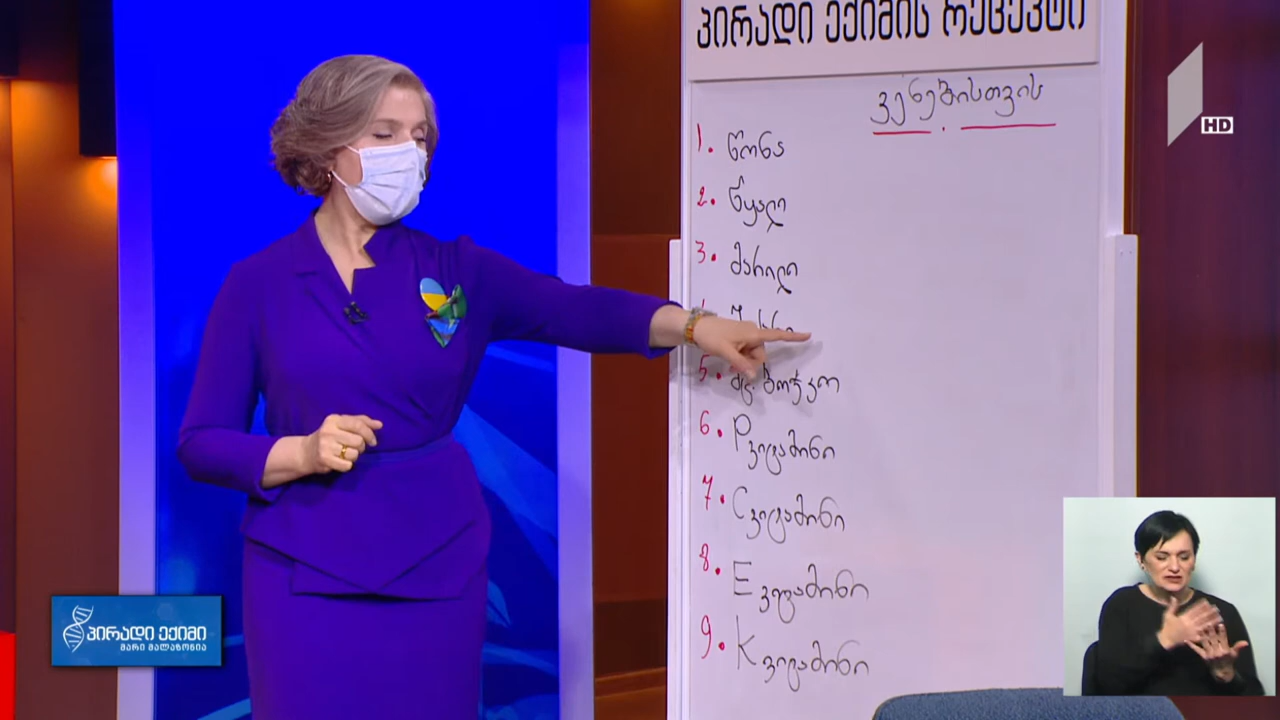 პირადი ექიმის რეცეპტი
ვენებისთვის
1. წონა
2. წყალი
3. მარილი
5.
6. P ვიტამინი
7. C ვიტამინი
8. E ვიტამინი
9. K ვიტამინი
HD
პირადი ექიმი
მარი მალაზონია